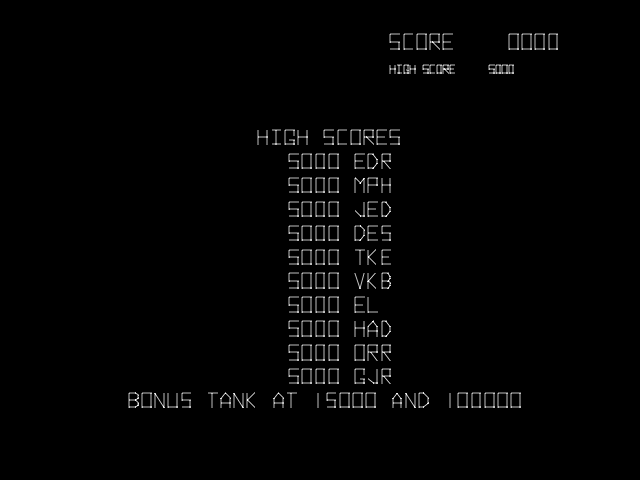 SCORE 0000
HIGH SCORE 5000
HIGH SCORES
5000 EDR
5000 MPH
5000 JED
5000 DES
5000 TKE
5000 VKB
5000 EL
5000 HAD
5000 ORR
5000 GJR
BONUS TANK AT 15000 AND 100000